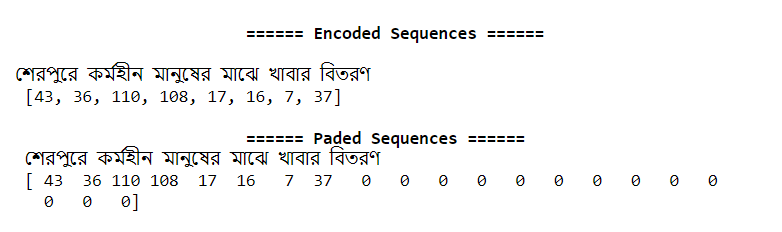 ====== Encoded Sequences ======
শেরপুরে কর্মহীন মানুষের মাঝে খাবার বিতরণ
[43, 36, 110, 108, 17, 16, 7, 37]
====== Paded Sequences ======
শেরপুরে কর্মহীন মানুষের মাঝে খাবার বিতরণ
[ 43 36 110 108 17 16 7 37 0 0 0 0 0 0 0 0 0 0
0 0 0]